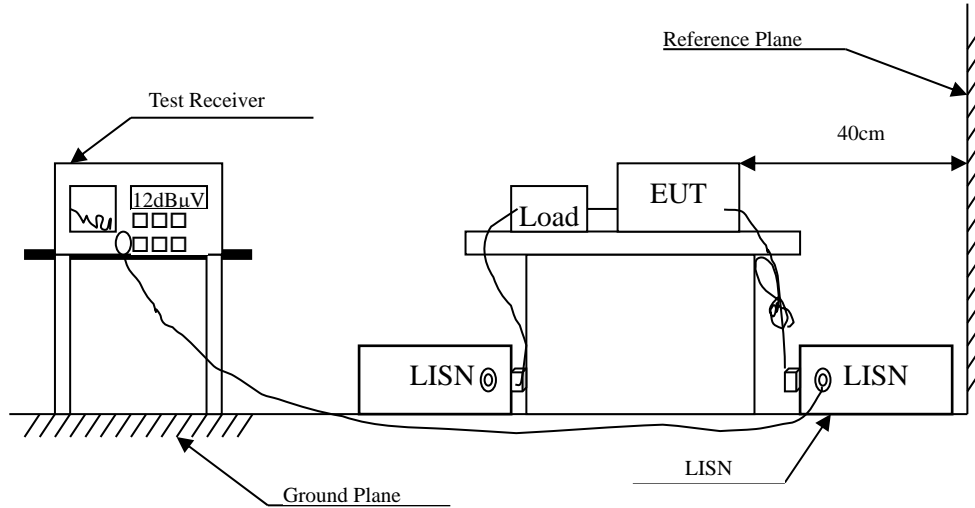 Reference Plane
Test Receiver
40cm
12dBµV
EUT
Load
LISN
LISN
LISN
Ground Plane